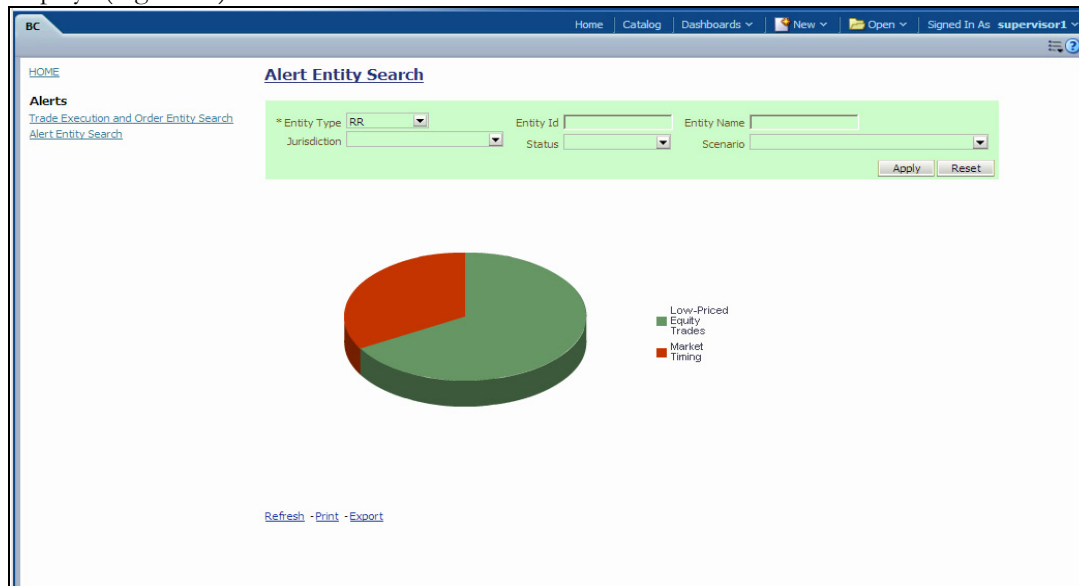 BC
Home Catalog Dashboards New Open Signed In As supervisor1
HOME
Alerts
Trade Execution and Order Entity Search
Alert Entity Search
Alert Entity Search
* Entity Type RR Entity Id Entity Name
Jurisdiction Status Scenario
Apply Reset
Low-Priced
Equity
Trades
Market
Timing
Refresh - Print - Export